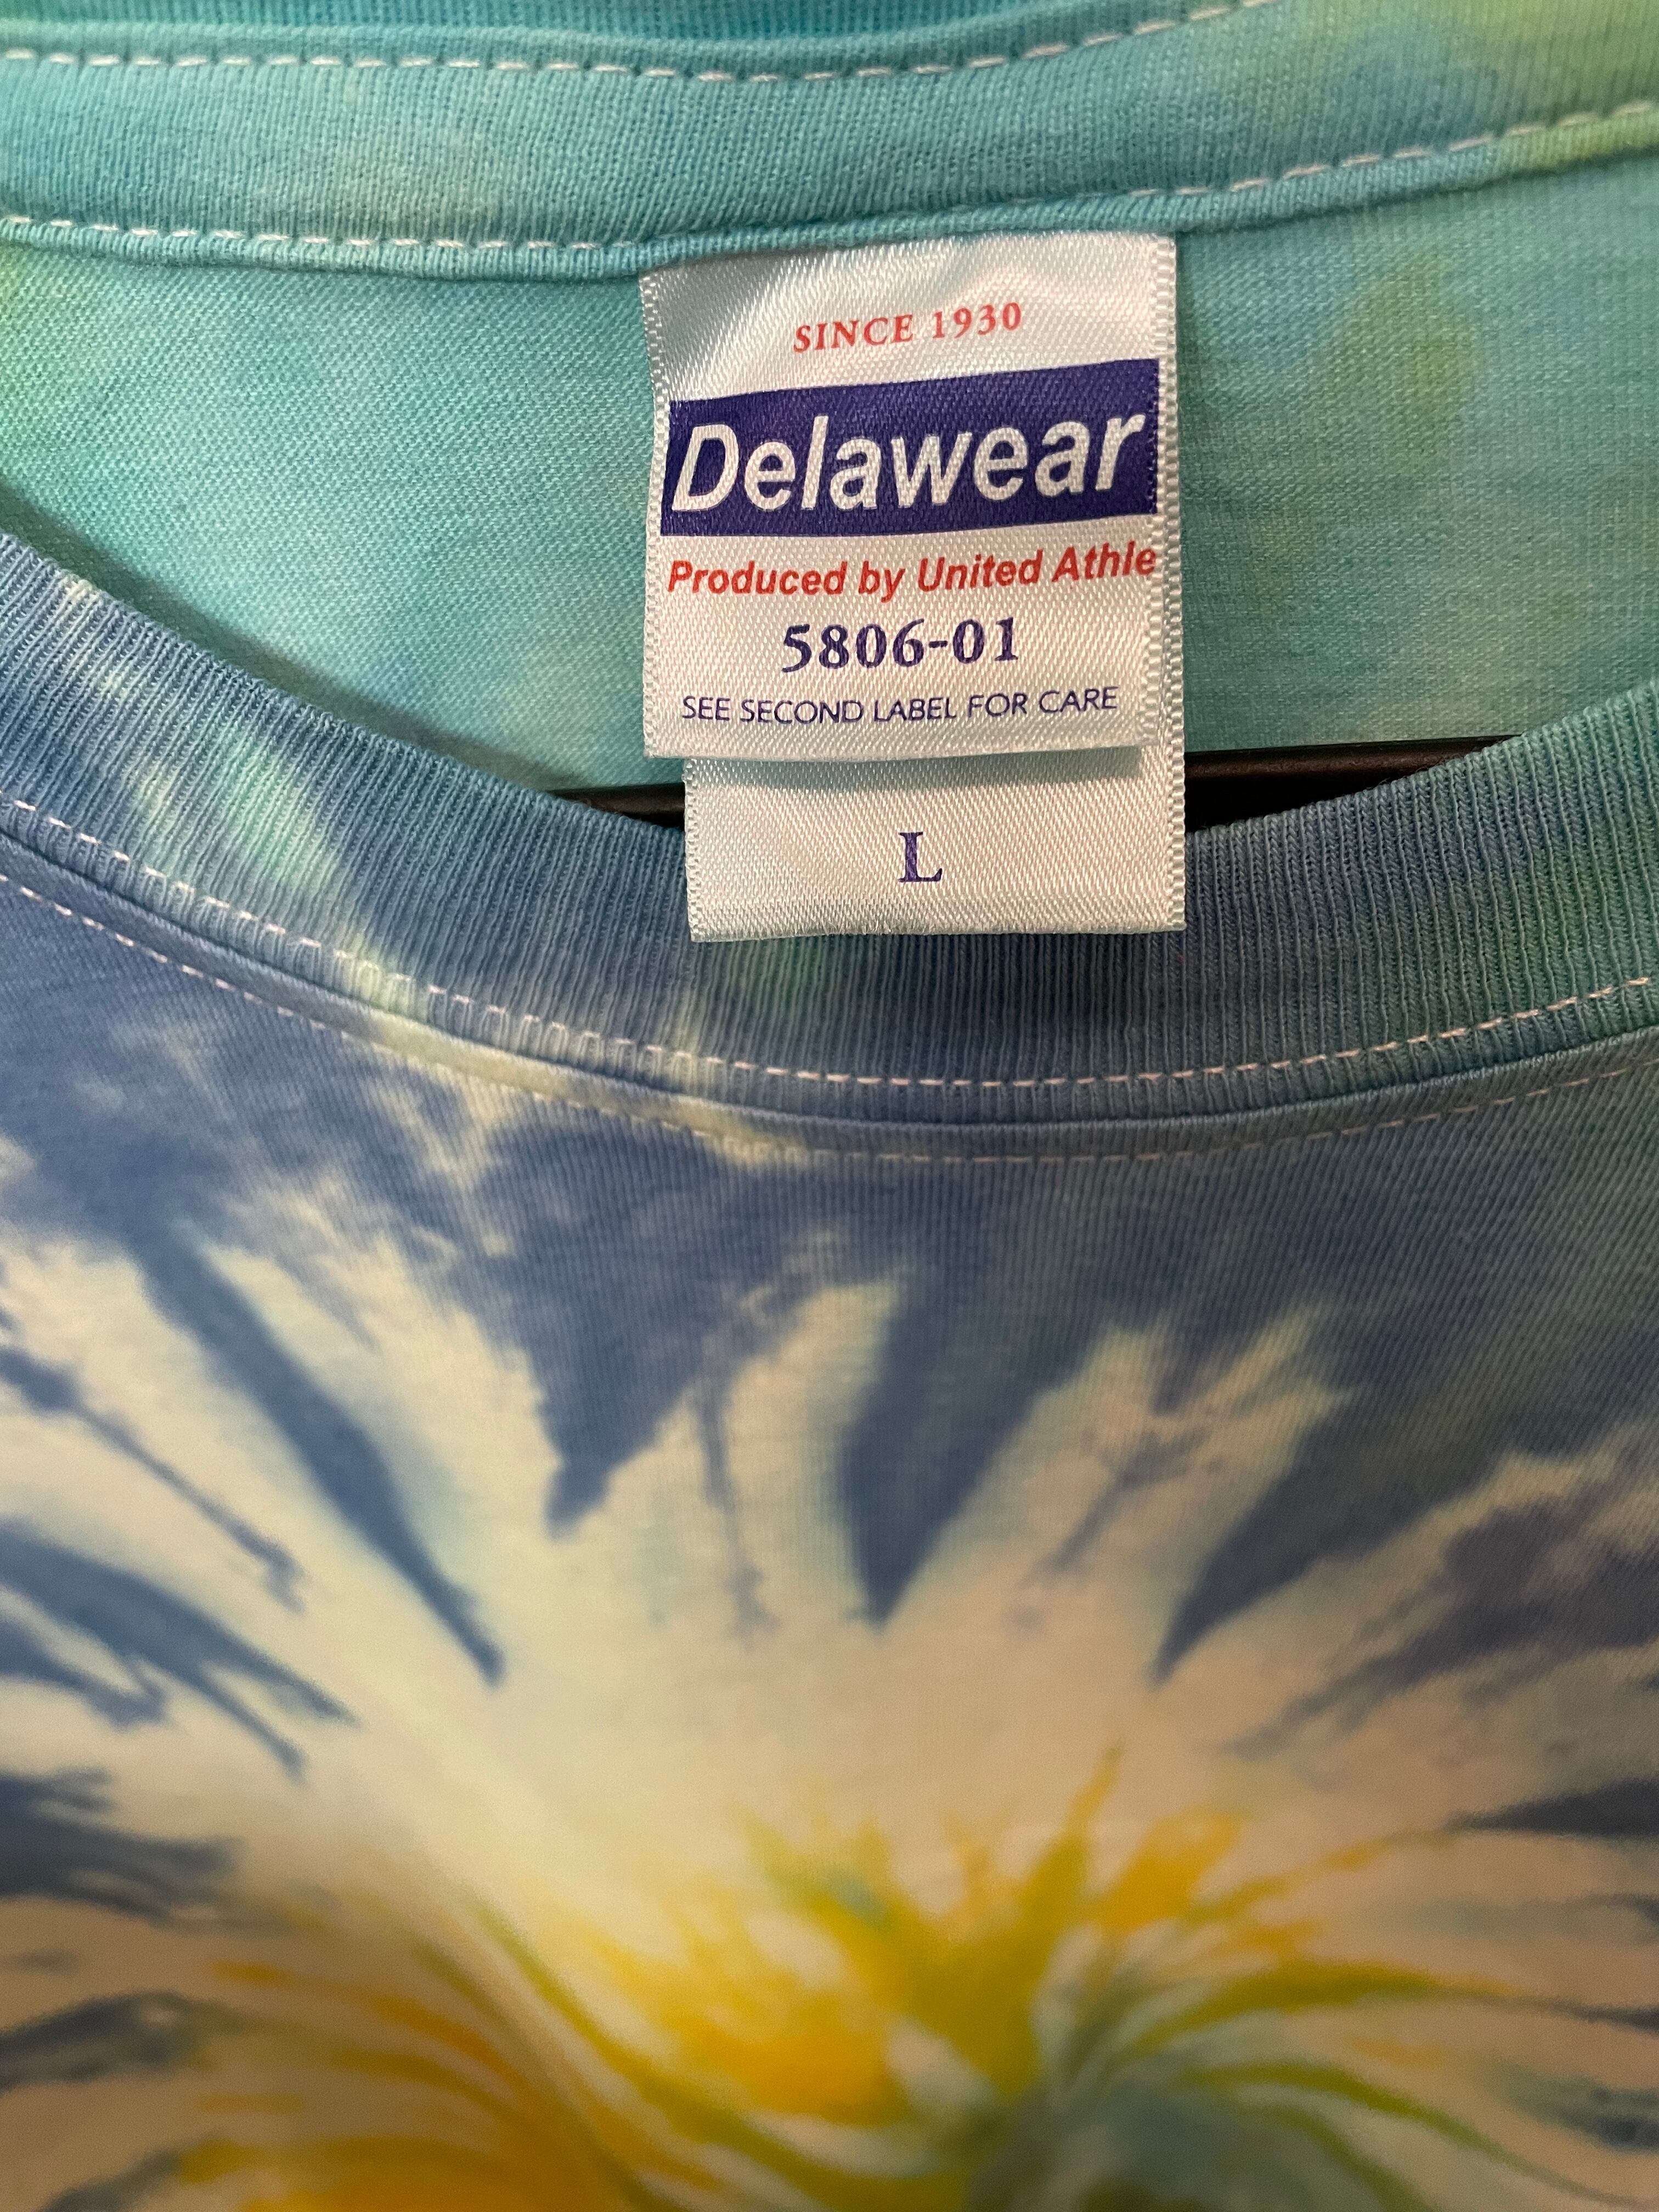 SINCE 1930
Delawear
Produced by United Athle
5806-01
SEE SECOND LABEL FOR CARE
L